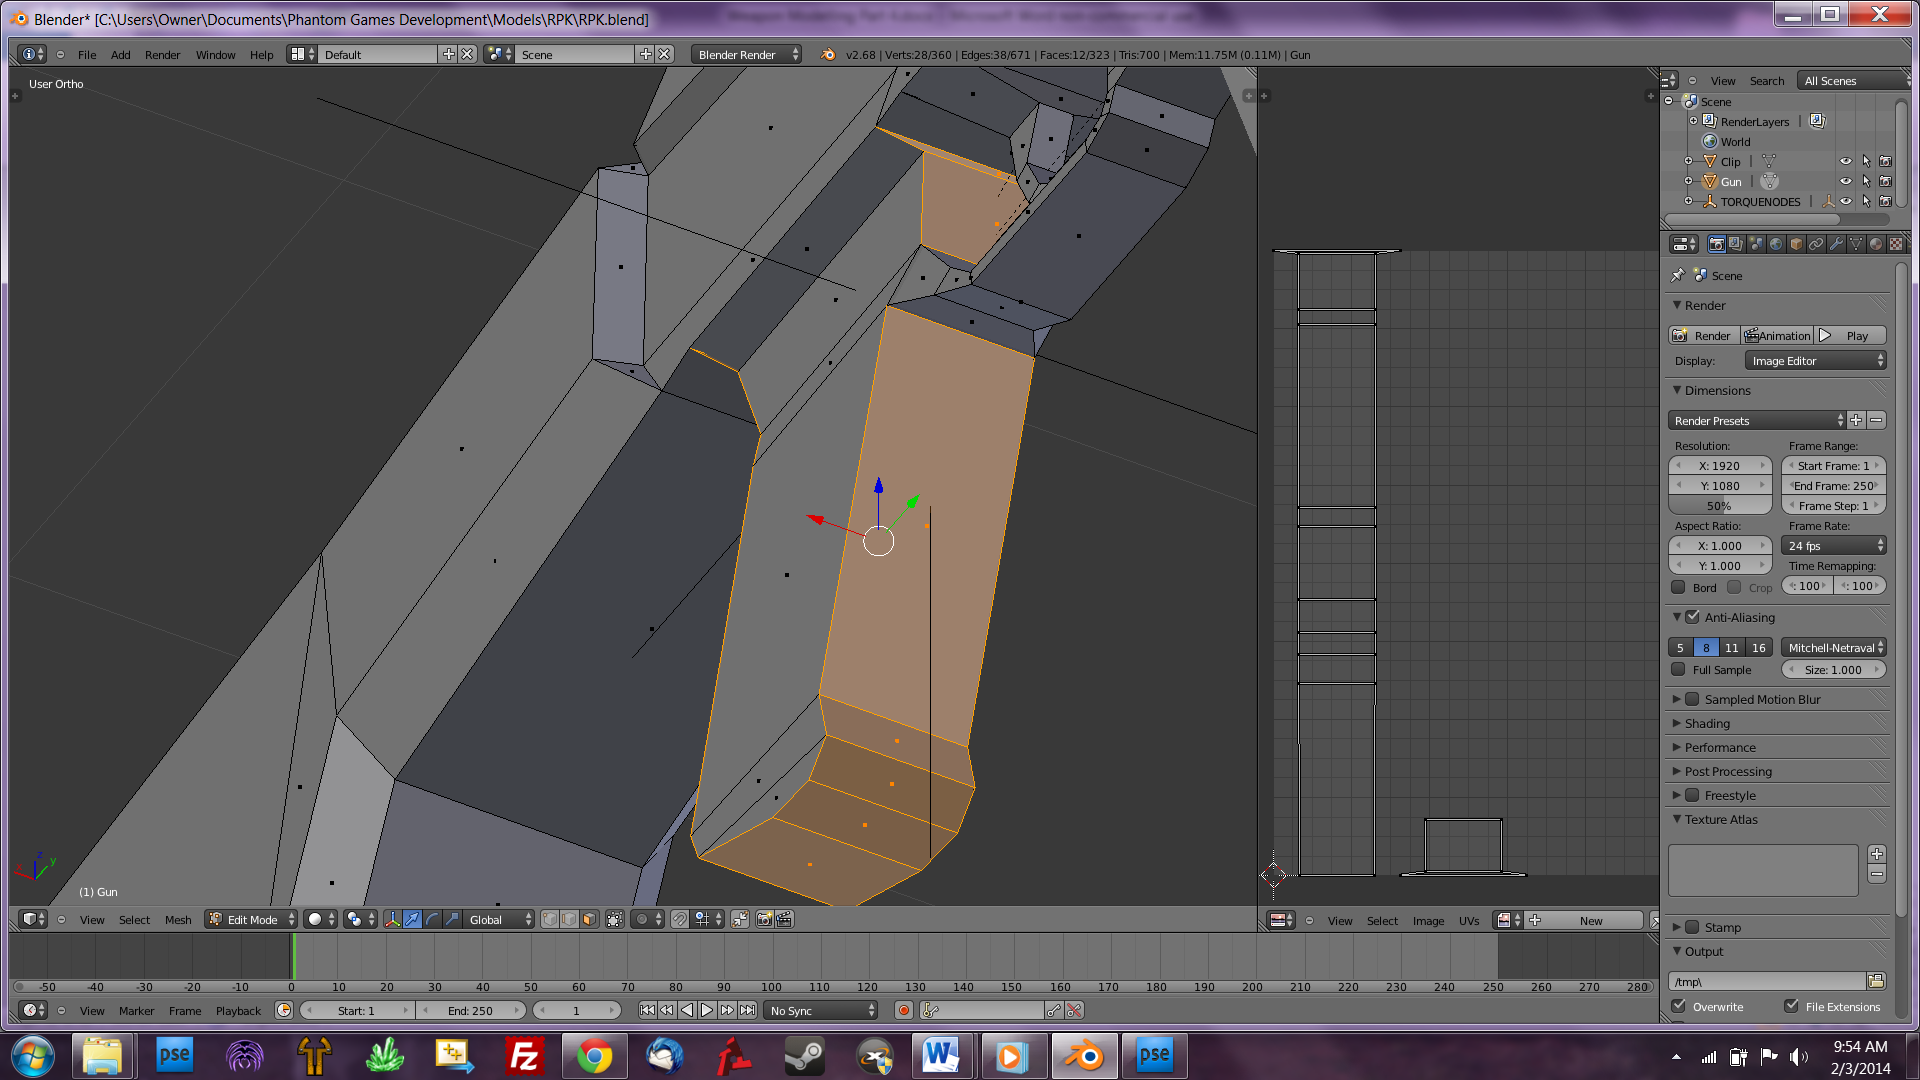 Blender* [C:\Users\Owner\Documents\Phantom Games Development\Models\RPK\RPK.blend]
File Add Render Window Help Default Scene Blender Render v2.68 | Verts:28/360 | Edges:38/671 | Faces:12/323 | Tris:700 | Mem:11.75M (0.11M) | Gun
User Ortho
View Search All Scenes
Scene
RenderLayers |
World
Clip |
Gun |
TORQUENODES |
Scene
Render
Render Animation Play
Display: Image Editor
Dimensions
Render Presets
Resolution: Frame Range:
X: 1920 Start Frame: 1
Y: 1080 End Frame: 250
50% Frame Step: 1
Aspect Ratio: Frame Rate:
X: 1.000 24 fps
Y: 1.000 Time Remapping:
Bord Crop : 100 : 100
Anti-Aliasing
5 8 11 16 Mitchell-Netraval
Full Sample Size: 1.000
Sampled Motion Blur
Shading
Performance
Post Processing
Freestyle
Texture Atlas
Stamp
Output
/tmp\
Overwrite File Extensions
x z y
(1) Gun
View Select Mesh Edit Mode Global
View Select Image UVs New
-50 -40 -30 -20 -10 0 10 20 30 40 50 60 70 80 90 100 110 120 130 140 150 160 170 180 190 200 210 220 230 240 250 260 270 280
View Marker Frame Playback Start: 1 End: 250 1 No Sync
pse Fz W pse
9:54 AM
2/3/2014